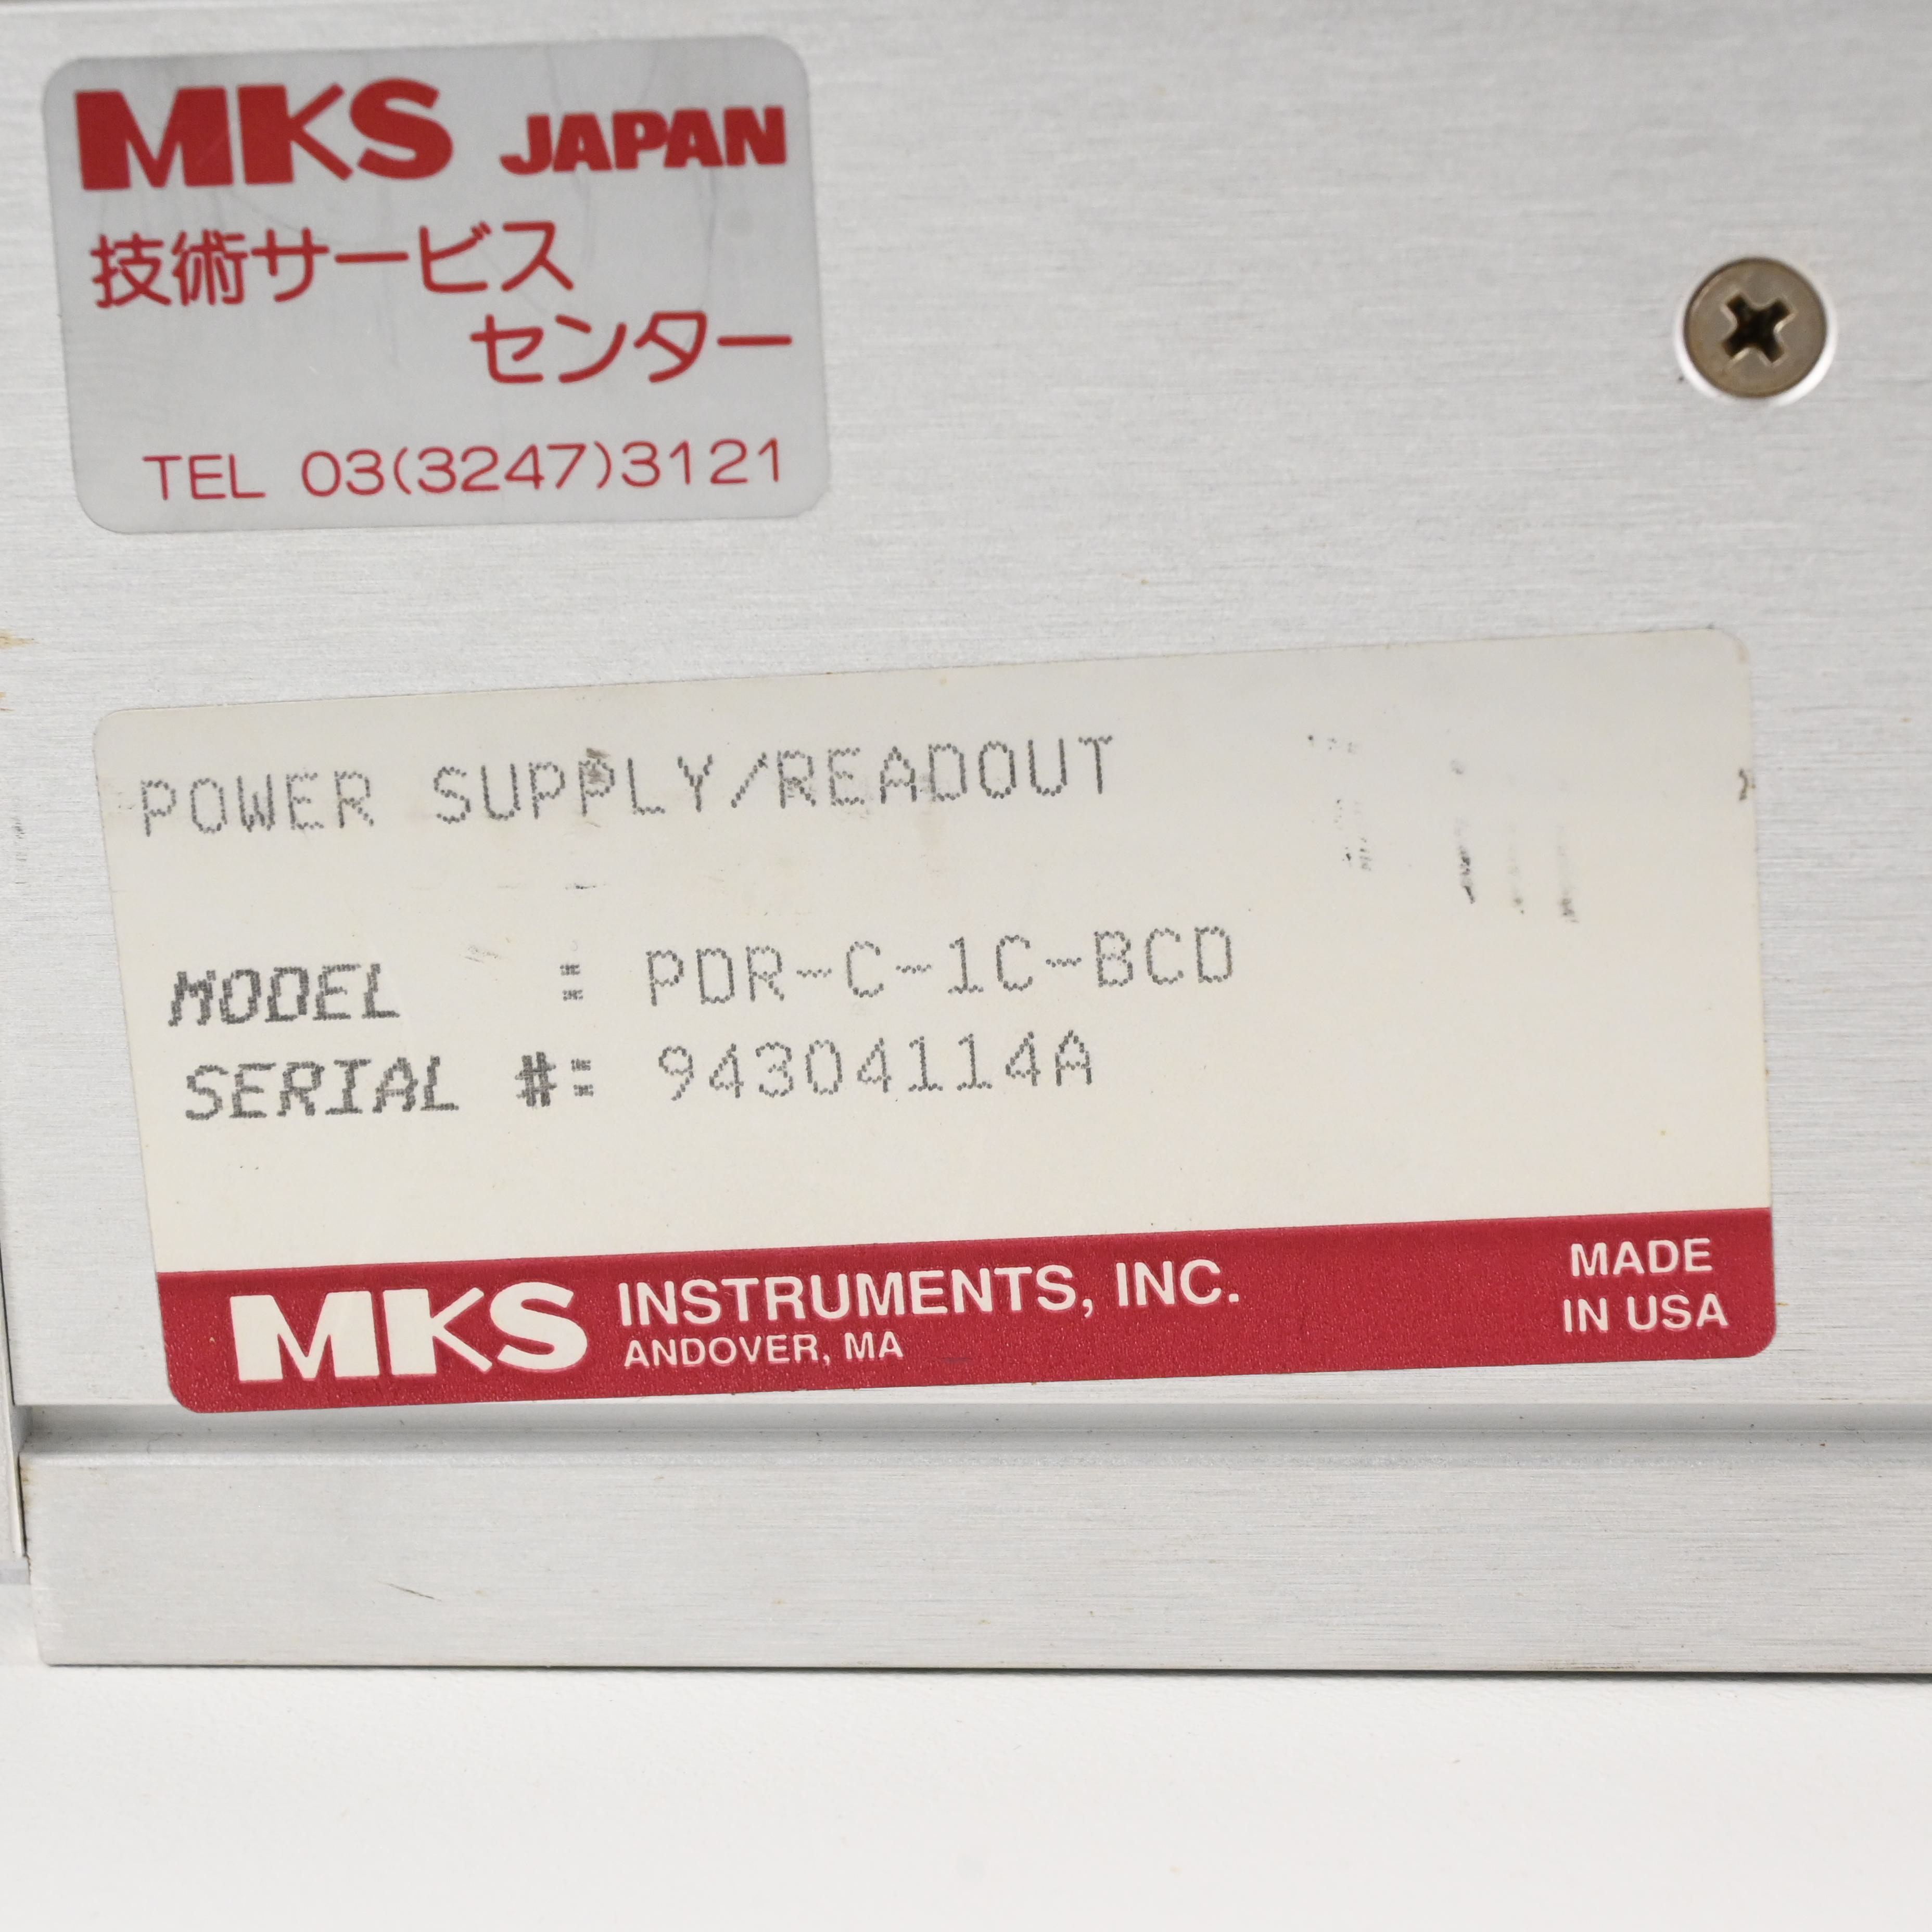 MKS JAPAN
技術サービス
センター
TEL 03(3247)3121
POWER SUPPLY/READOUT
MODEL : PDR-C-1C-BCD
SERIAL #: 94304114A
MKS INSTRUMENTS, INC.
ANDOVER, MA
MADE
IN USA